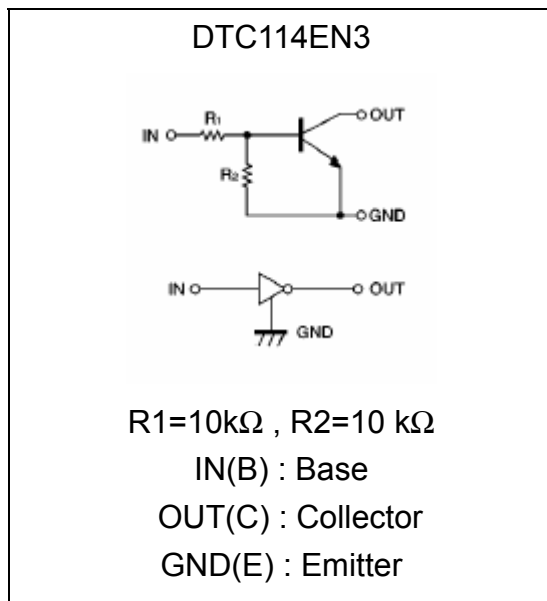 DTC114EN3
R1
OUT
IN
R2
GND
IN
OUT
GND
R1=10kΩ , R2=10 kΩ
IN(B) : Base
OUT(C) : Collector
GND(E) : Emitter